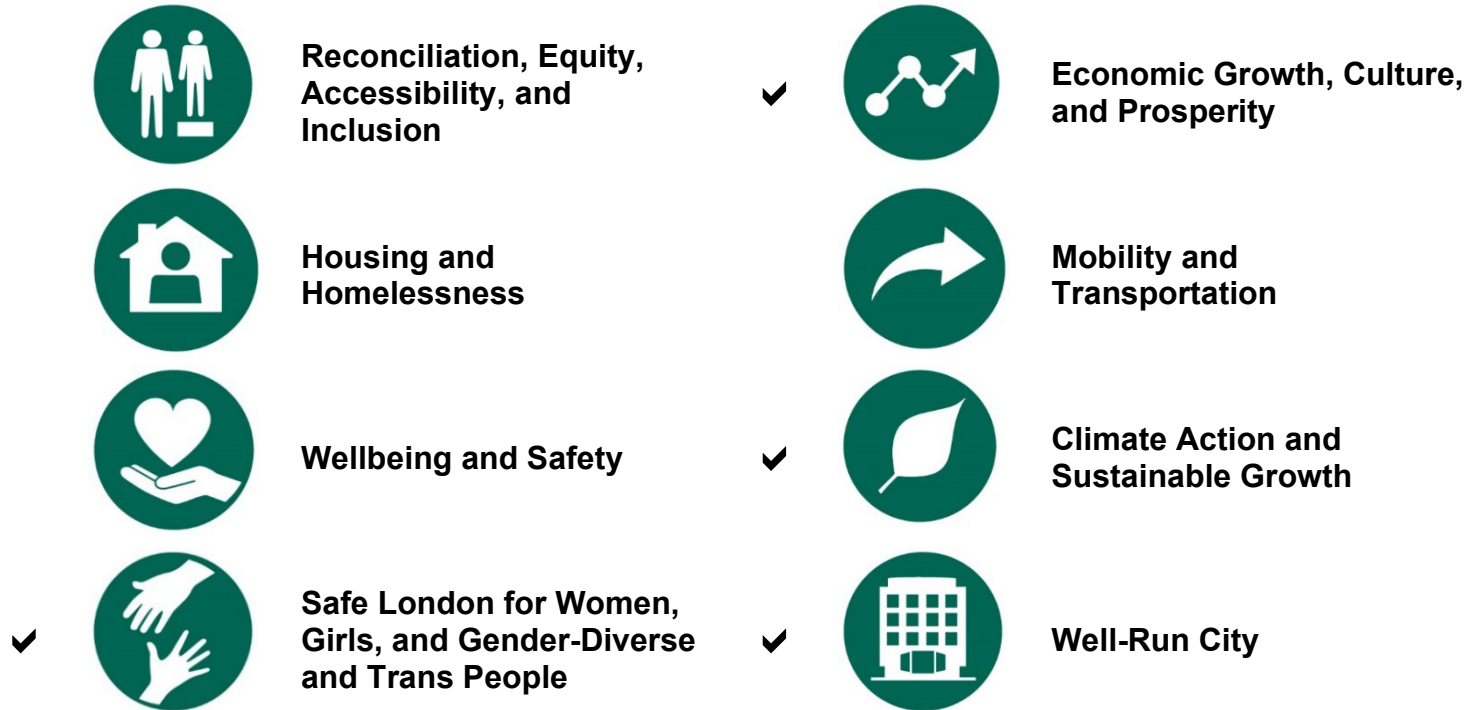 Reconciliation, Equity,
Accessibility, and
Inclusion
✔
Economic Growth, Culture,
and Prosperity
Housing and
Homelessness
Mobility and
Transportation
Wellbeing and Safety
✔
Climate Action and
Sustainable Growth
✔
Safe London for Women,
Girls, and Gender-Diverse
and Trans People
✔
Well-Run City